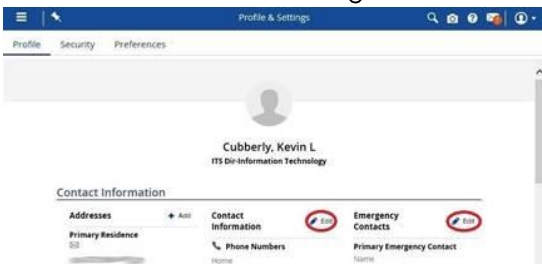 Profile & Settings
Profile Security Preferences
Cubberly, Kevin L
ITS Dir-Information Technology
Contact Information
Addresses + Add
Primary Residence
Contact Information Edit
Phone Numbers
Home
Emergency Contacts Edit
Primary Emergency Contact
Name